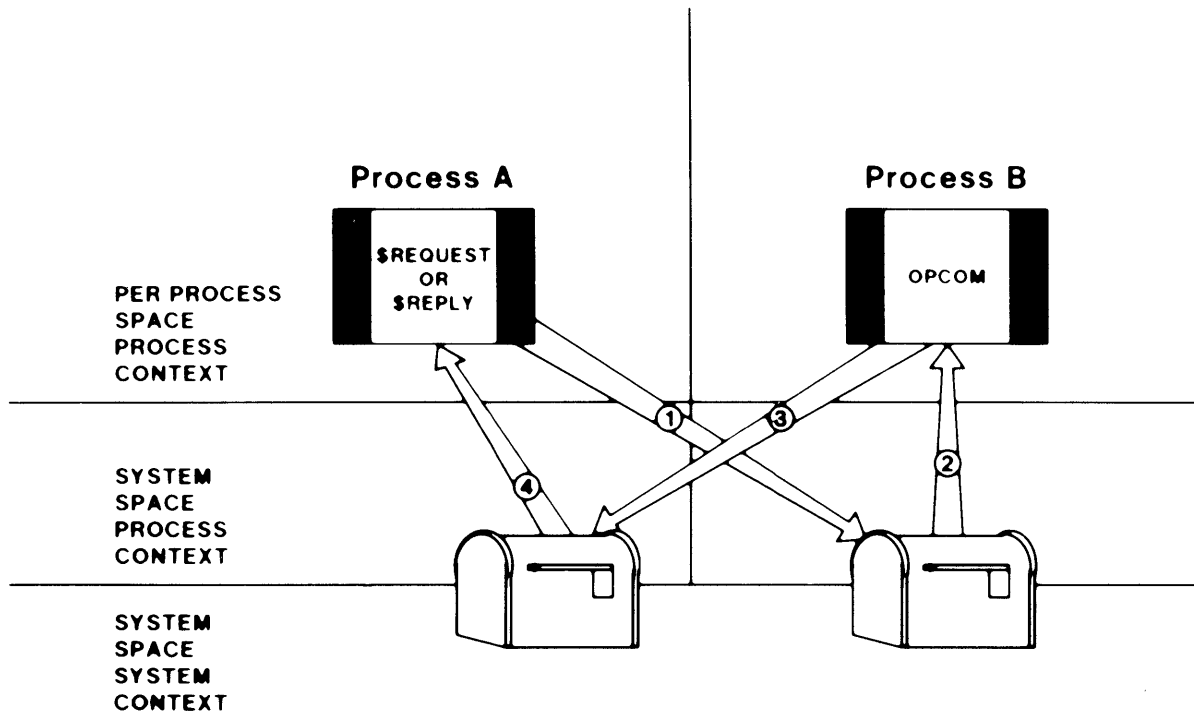 Process A
Process B
$REQUEST
OR
$REPLY
OPCOM
PER PROCESS
SPACE
PROCESS
CONTEXT
1
3
2
4
SYSTEM
SPACE
PROCESS
CONTEXT
SYSTEM
SPACE
SYSTEM
CONTEXT